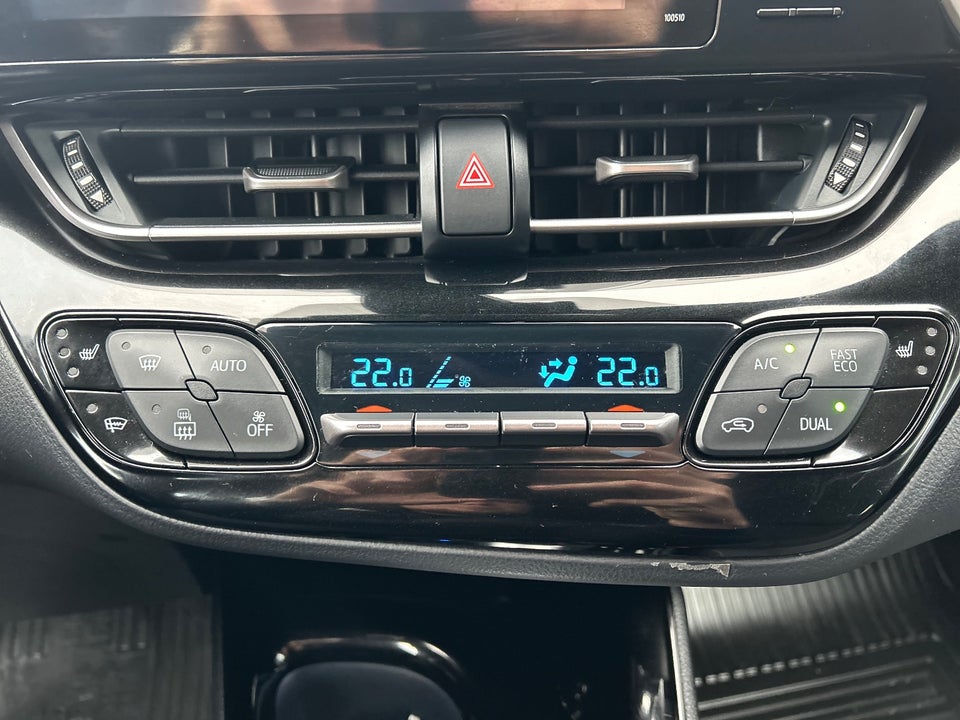 100510
AUTO
OFF
22.0
22.0
A/C
FAST
ECO
DUAL